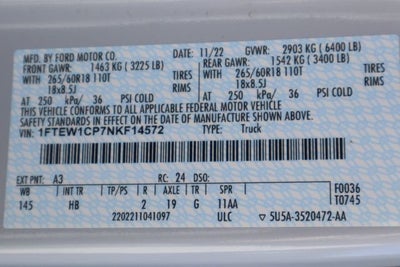 MFD. BY FORD MOTOR CO. 11/22 GVWR: 2903 KG ( 6400 LB)
FRONT GAWR: 1463 KG ( 3225 LB) REAR GAWR: 1542 KG ( 3400 LB)
WITH WITH
265/60R18 110T TIRES 265/60R18 110T TIRES
18x8.5J RIMS 18x8.5J RIMS
AT 250 kPa/ 36 PSI COLD AT 250 kPa/ 36 PSI COLD
THIS VEHICLE CONFORMS TO ALL APPLICABLE FEDERAL MOTOR VEHICLE
SAFETY STANDARDS IN EFFECT ON THE DATE OF MANUFACTURE SHOWN ABOVE.
VIN: 1FTEW1CP7NKF14572 TYPE: Truck
EXT PNT: A3 RC: 24 DSO:
WB INT TR TP/PS R AXLE TR SPR F0036
145 HB 2 19 G 11AA T0745
2202211041097 ULC 5U5A-3520472-AA